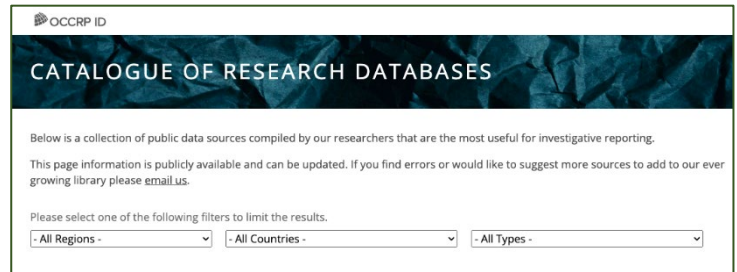 OCCRP ID
CATALOGUE OF RESEARCH DATABASES
Below is a collection of public data sources compiled by our researchers that are the most useful for investigative reporting.
This page information is publicly available and can be updated. If you find errors or would like to suggest more sources to add to our ever
growing library please email us.
Please select one of the following filters to limit the results.
- All Regions - - All Countries - - All Types -